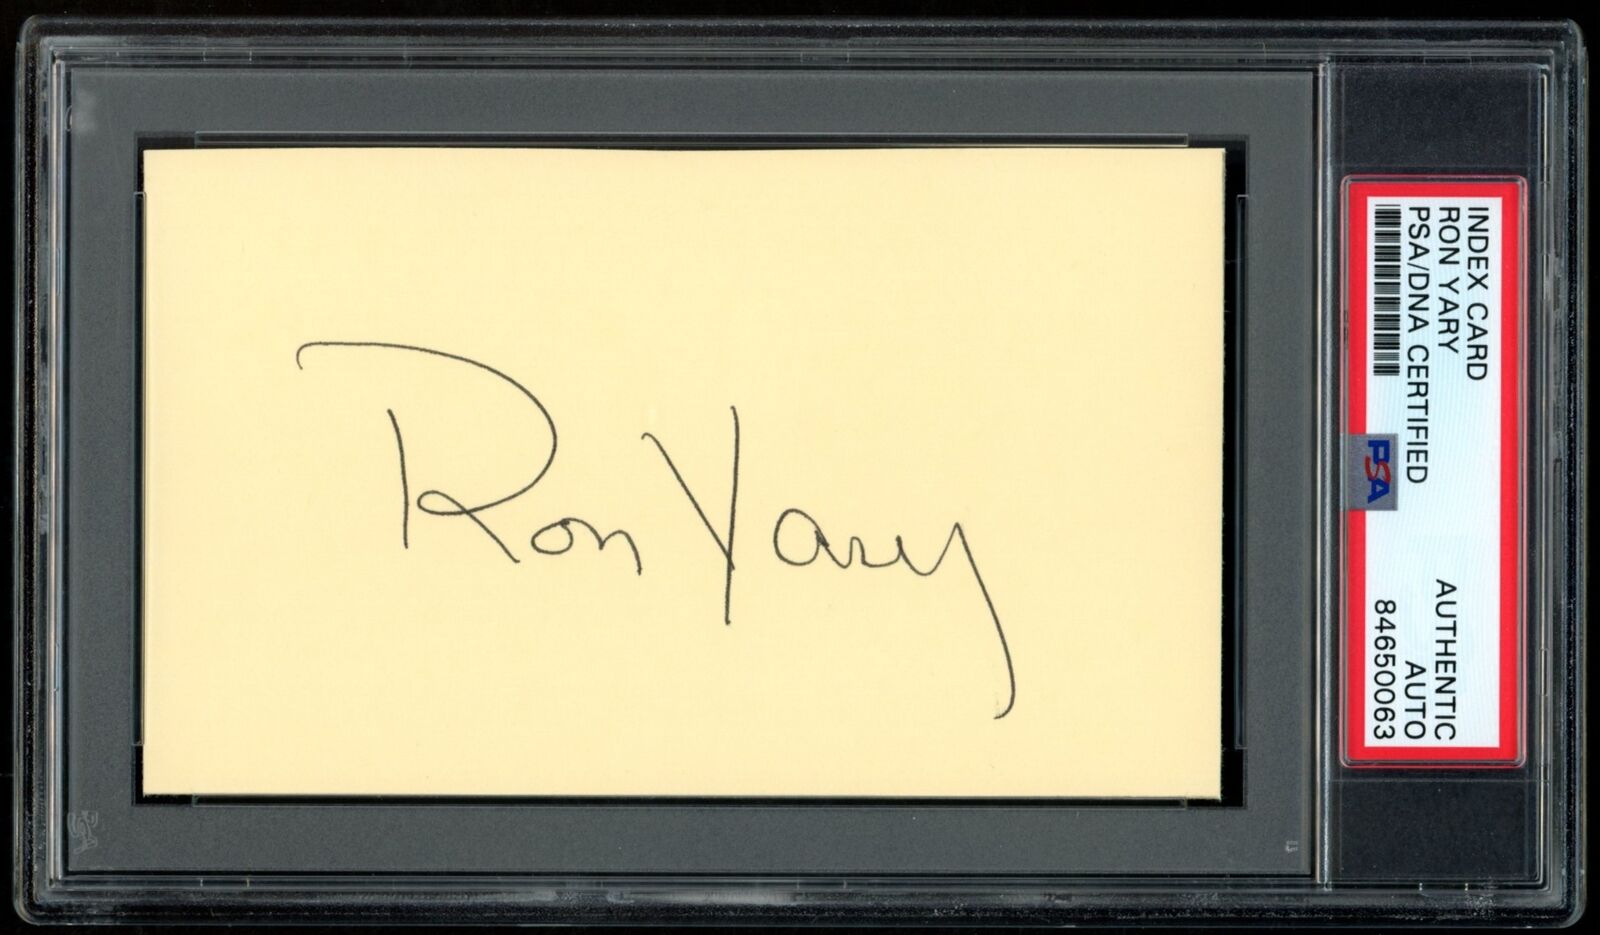 Ron Yary
INDEX CARD
RON YARY
PSA/DNA CERTIFIED
PSA
AUTHENTIC
AUTO
84650063